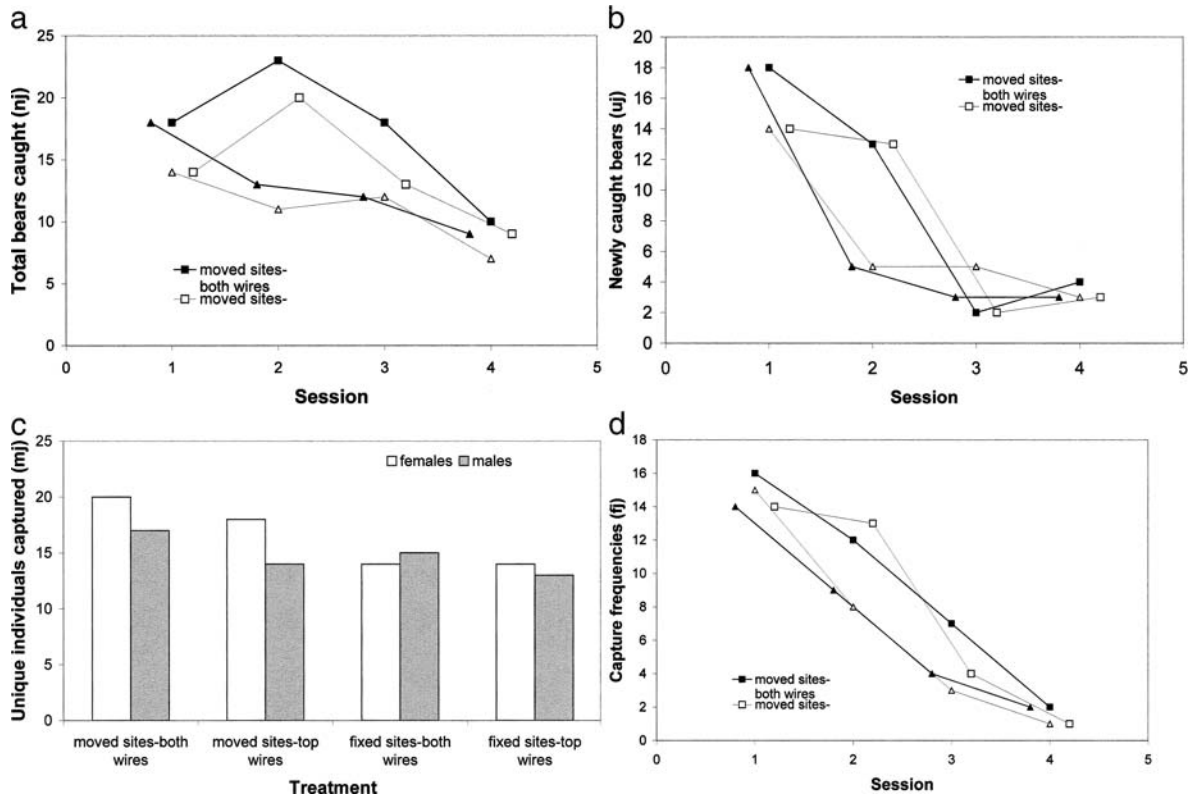 a
Total bears caught (nj)
25
20
15
10
5
0
0 1 2 3 4 5
Session
moved sites-
both wires
moved sites-
b
Newly caught bears (uj)
20
18
16
14
12
10
8
6
4
2
0
0 1 2 3 4 5
Session
moved sites-
both wires
moved sites-
c
Unique individuals captured (mj)
25
20
15
10
5
0
females males
moved sites-both
wires
moved sites-top
wires
fixed sites-both
wires
fixed sites-top
wires
Treatment
d
Capture frequencies (fj)
18
16
14
12
10
8
6
4
2
0
0 1 2 3 4 5
Session
moved sites-
both wires
moved sites-